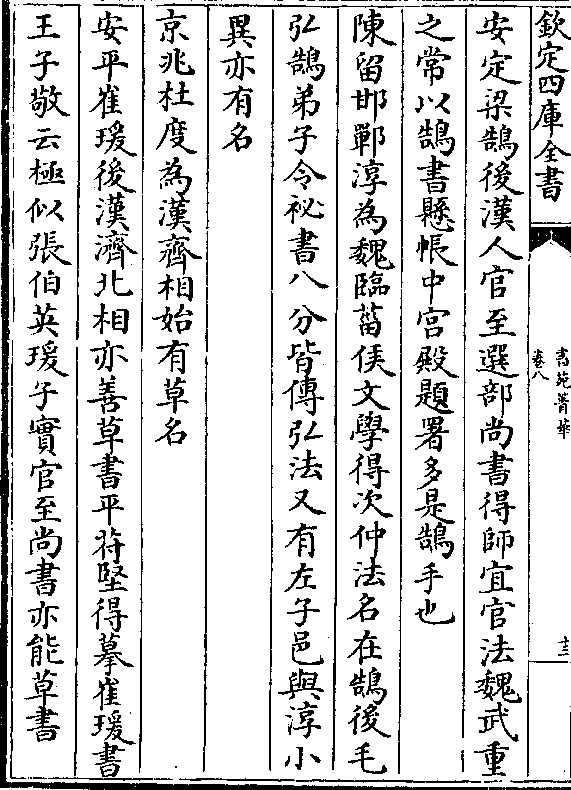 欽定四庫全書
書苑菁華
卷八
十三
安定梁鵠後漢人官至選部尚書得師宜官法魏武重
之常以鵠書懸帳中宮殿題署多是鵠手也
陳留邯鄲淳為魏臨菑侯文學得次仲法名在鵠後毛
弘鵠弟子今祕書八分皆傳弘法又有左子邑與淳小
異亦有名
京兆杜度為漢齊相始有草名
安平崔瑗後漢濟北相亦善草書平苻堅得摹崔瑗書
王子敬云極似張伯英瑗子實官至尚書亦能草書